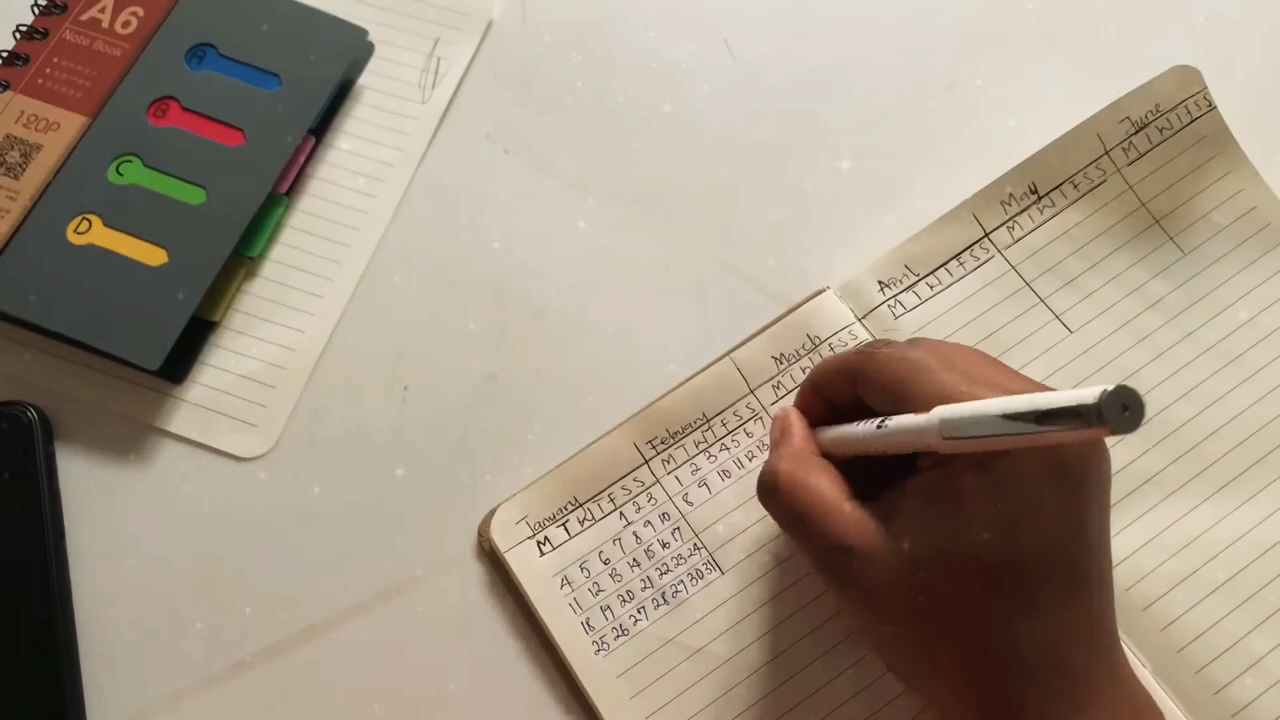 A6
Note Book
120P
A
B
C
D
January
M T W T F S S
1 2 3
4 5 6 7 8 9 10
11 12 13 14 15 16 17
18 19 20 21 22 23 24
25 26 27 28 29 30 31
Febuary
M T W T F S S
1 2 3 4 5 6 7
8 9 10 11 12 13
March
M T W T F S S
April
M T W T F S S
May
M T W T F S S
June
M T W T F S S